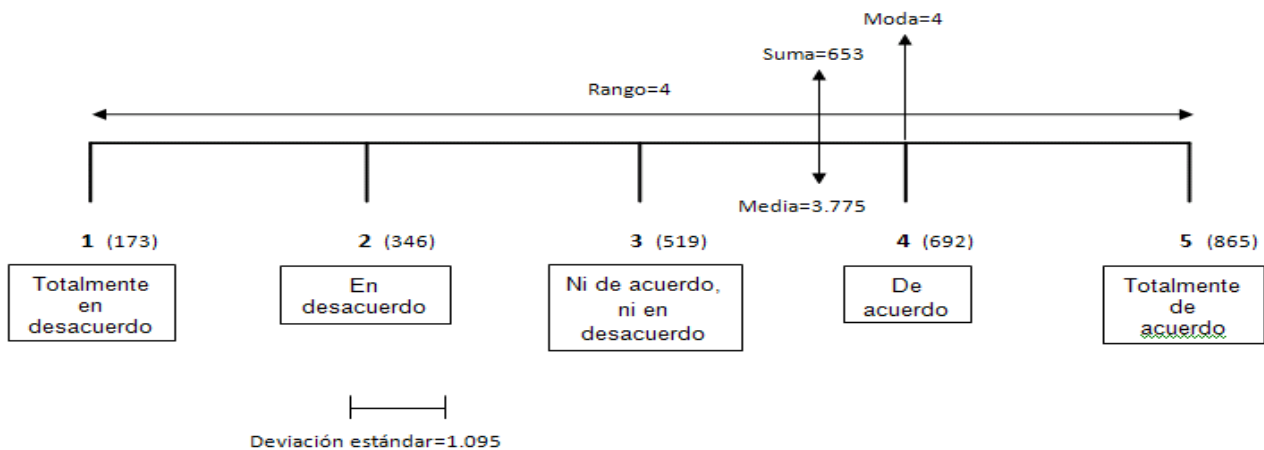 Moda=4
Suma=653
Rango=4
Media=3.775
1 (173)
2 (346)
3 (519)
4 (692)
5 (865)
Totalmente
en
desacuerdo
En
desacuerdo
Ni de acuerdo,
ni en
desacuerdo
De
acuerdo
Totalmente
de
acuerdo
Deviación estándar=1.095